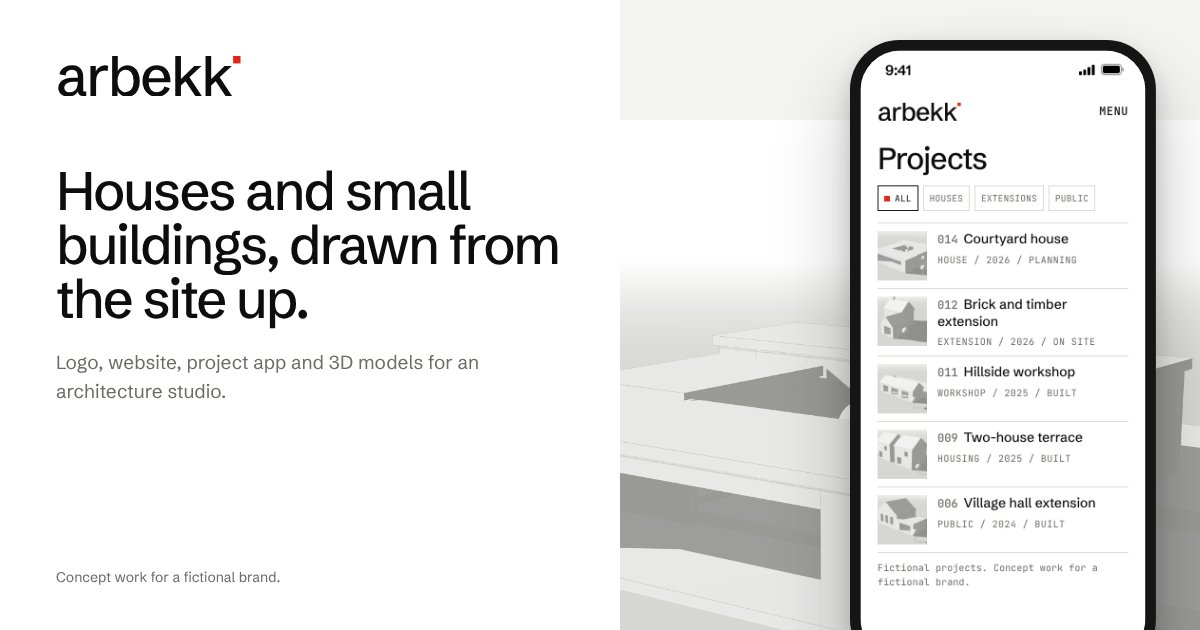 arbekk
Houses and small
buildings, drawn from
the site up.
Logo, website, project app and 3D models for an
architecture studio.
Concept work for a fictional brand.
9:41
arbekk
MENU
Projects
ALL
HOUSES
EXTENSIONS
PUBLIC
014 Courtyard house
HOUSE / 2026 / PLANNING
012 Brick and timber
extension
EXTENSION / 2026 / ON SITE
011 Hillside workshop
WORKSHOP / 2025 / BUILT
009 Two-house terrace
HOUSING / 2025 / BUILT
006 Village hall extension
PUBLIC / 2024 / BUILT
Fictional projects. Concept work for a
fictional brand.